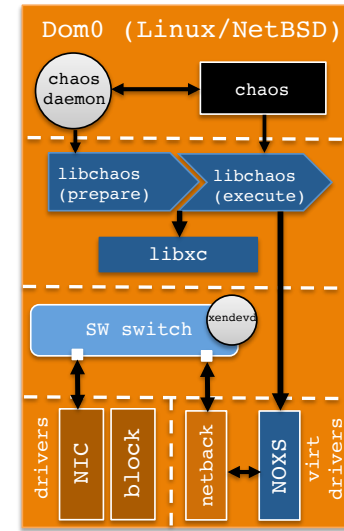 Dom0 (Linux/NetBSD)
chaos
daemon
chaos
libchaos
(prepare)
libchaos
(execute)
libxc
xendevd
SW switch
drivers
NIC
block
netback
NOXS
virt
drivers